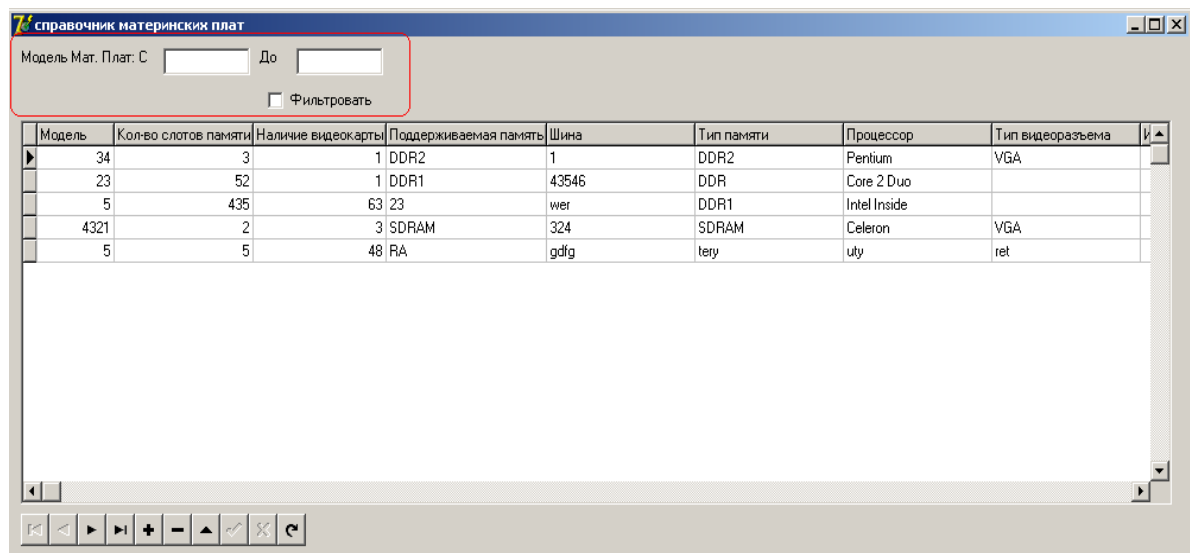 справочник материнских плат
Модель Мат. Плат: С До
Фильтровать
Модель Кол-во слотов памяти Наличие видеокарты Поддерживаемая память Шина Тип памяти Процессор Тип видеоразъема
34 3 1 DDR2 1 DDR2 Pentium VGA
23 52 1 DDR1 43546 DDR Core 2 Duo
5 435 63 23 wer DDR1 Intel Inside
4321 2 3 SDRAM 324 SDRAM Celeron VGA
5 5 48 RA gdfg tery uty ret